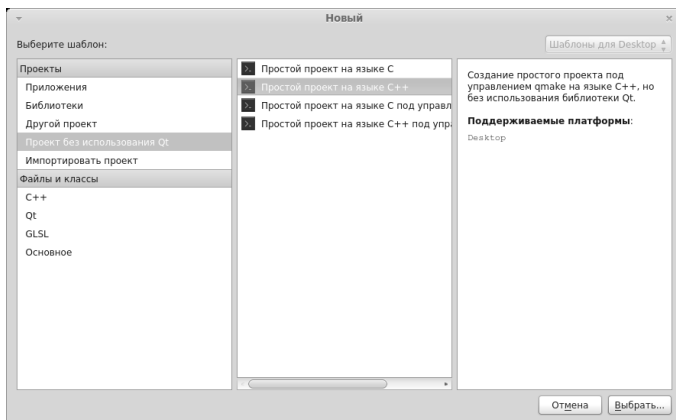 Новый
Выберите шаблон:
Шаблоны для Desktop
Проекты
Приложения
Библиотеки
Другой проект
Проект без использования Qt
Импортировать проект
Файлы и классы
C++
Qt
GLSL
Основное
Простой проект на языке C
Простой проект на языке C++
Простой проект на языке C под управл
Простой проект на языке C++ под упра
Создание простого проекта под
управлением qmake на языке C++, но
без использования библиотеки Qt.
Поддерживаемые платформы:
Desktop
Отмена
Выбрать...